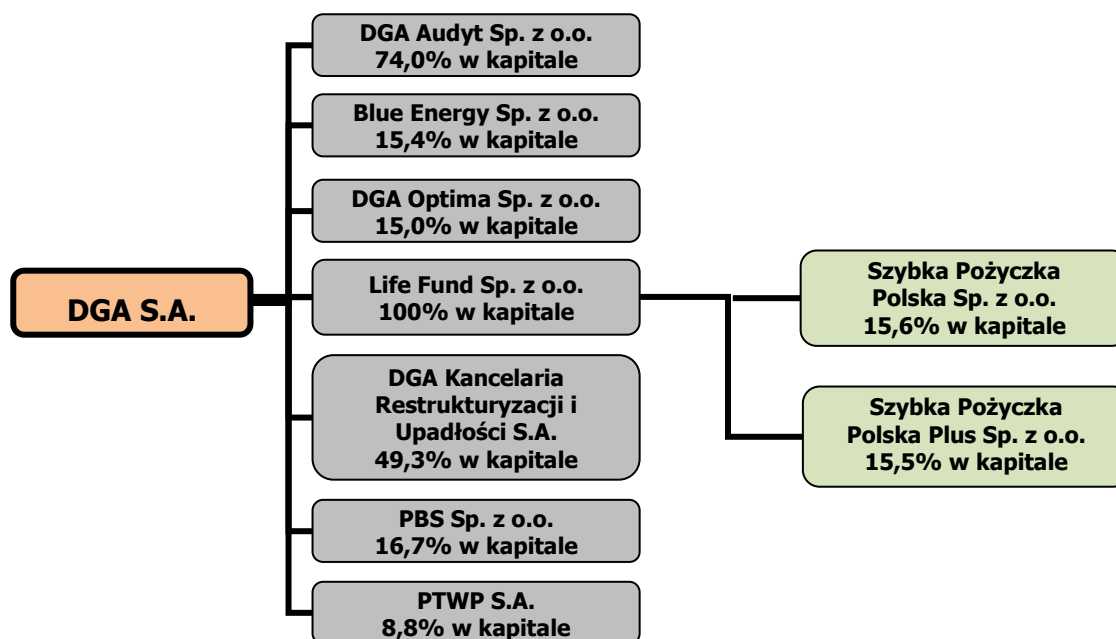 DGA Audyt Sp. z o.o.
74,0% w kapitale
Blue Energy Sp. z o.o.
15,4% w kapitale
DGA Optima Sp. z o.o.
15,0% w kapitale
DGA S.A.
Life Fund Sp. z o.o.
100% w kapitale
Szybka Pożyczka
Polska Sp. z o.o.
15,6% w kapitale
DGA Kancelaria
Restrukturyzacji i
Upadłości S.A.
49,3% w kapitale
Szybka Pożyczka
Polska Plus Sp. z o.o.
15,5% w kapitale
PBS Sp. z o.o.
16,7% w kapitale
PTWP S.A.
8,8% w kapitale